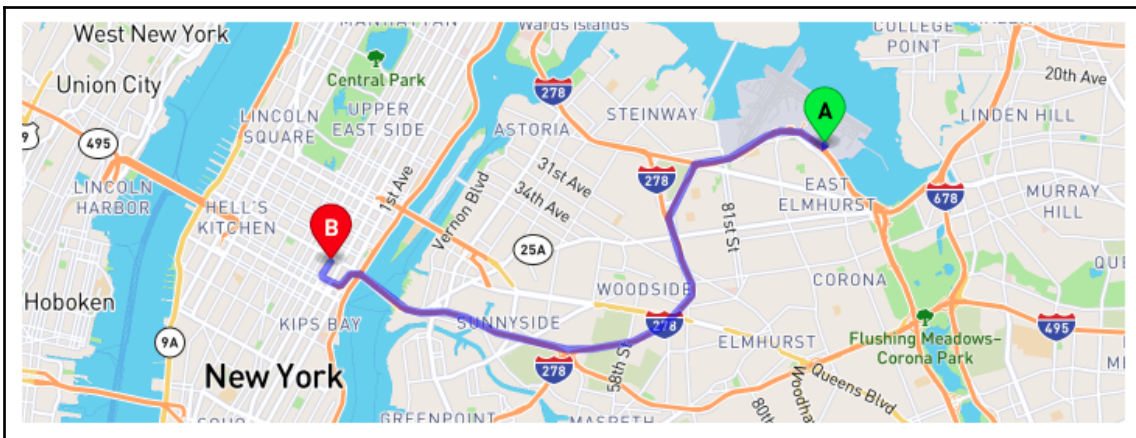 MANHATTAN
Wards Islands
COLLEGE
POINT
West New York
Union City
Central Park
278
20th Ave
LINCOLN
SQUARE
UPPER
EAST SIDE
STEINWAY
A
ASTORIA
LINDEN HILL
495
9
31st Ave
34th Ave
278
EAST
ELMHURST
678
MURRAY
HILL
LINCOLN
HARBOR
HELL'S
KITCHEN
1st Ave
Vernon Blvd
81st St
B
25A
CORONA
Hoboken
WOODSIDE
278
KIPS BAY
SUNNYSIDE
9A
ELMHURST
Flushing Meadows–
Corona Park
495
New York
278
58th St
Queens Blvd
GREENPOINT
80th